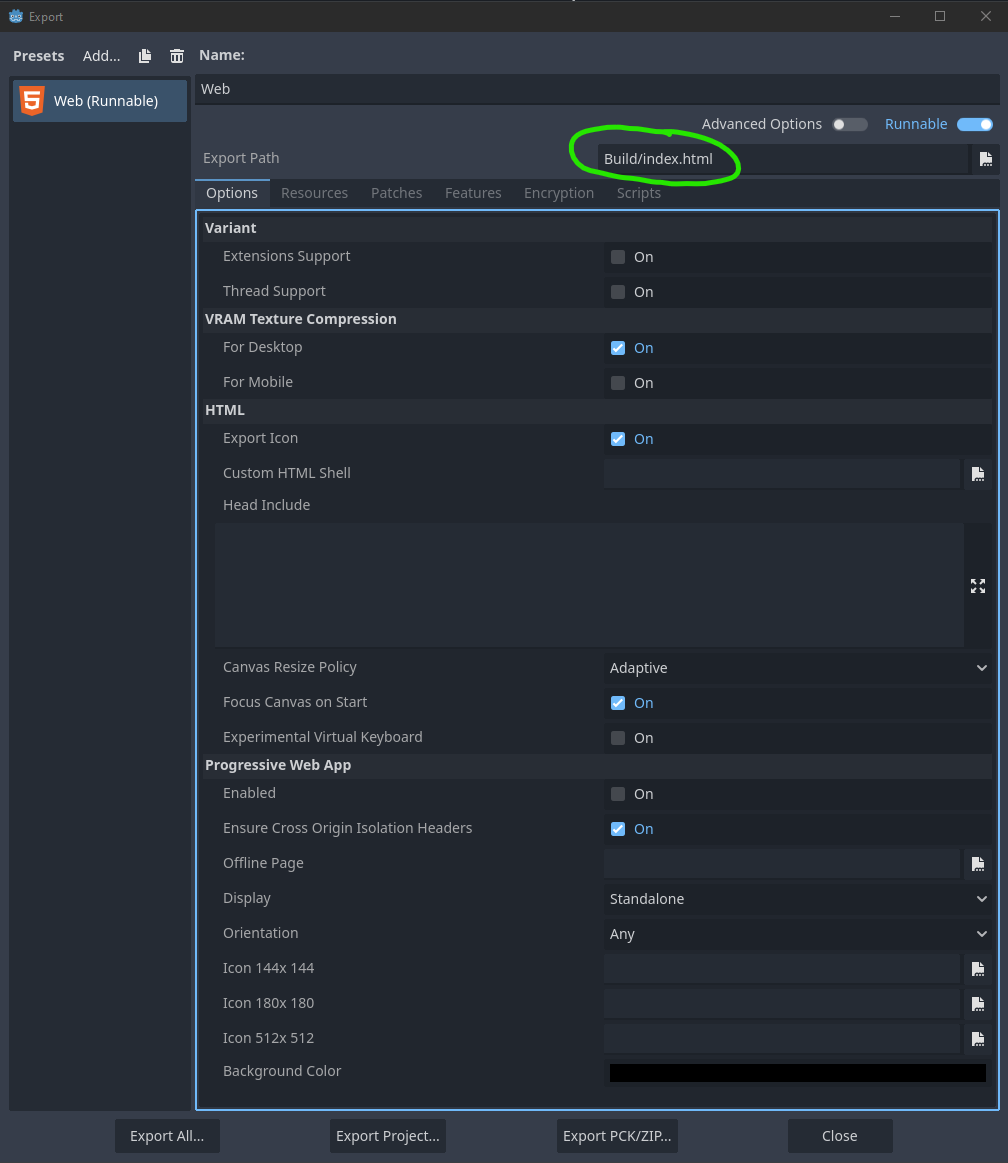 Export
Presets Add... Name:
Web (Runnable)
Web
Advanced Options Runnable
Export Path Build/index.html
Options Resources Patches Features Encryption Scripts
Variant
Extensions Support On
Thread Support On
VRAM Texture Compression
For Desktop On
For Mobile On
HTML
Export Icon On
Custom HTML Shell
Head Include
Canvas Resize Policy Adaptive
Focus Canvas on Start On
Experimental Virtual Keyboard On
Progressive Web App
Enabled On
Ensure Cross Origin Isolation Headers On
Offline Page
Display Standalone
Orientation Any
Icon 144x 144
Icon 180x 180
Icon 512x 512
Background Color
Export All... Export Project... Export PCK/ZIP... Close